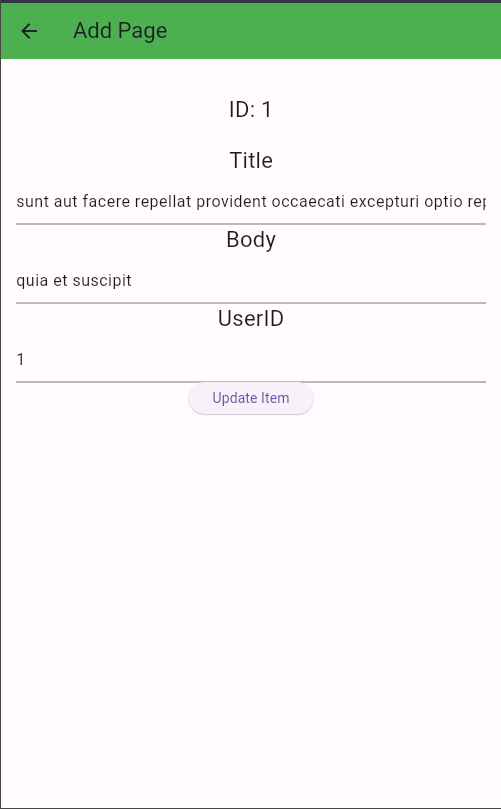 Add Page
ID: 1
Title
sunt aut facere repellat provident occaecati excepturi optio rep
Body
quia et suscipit
UserID
1
Update Item